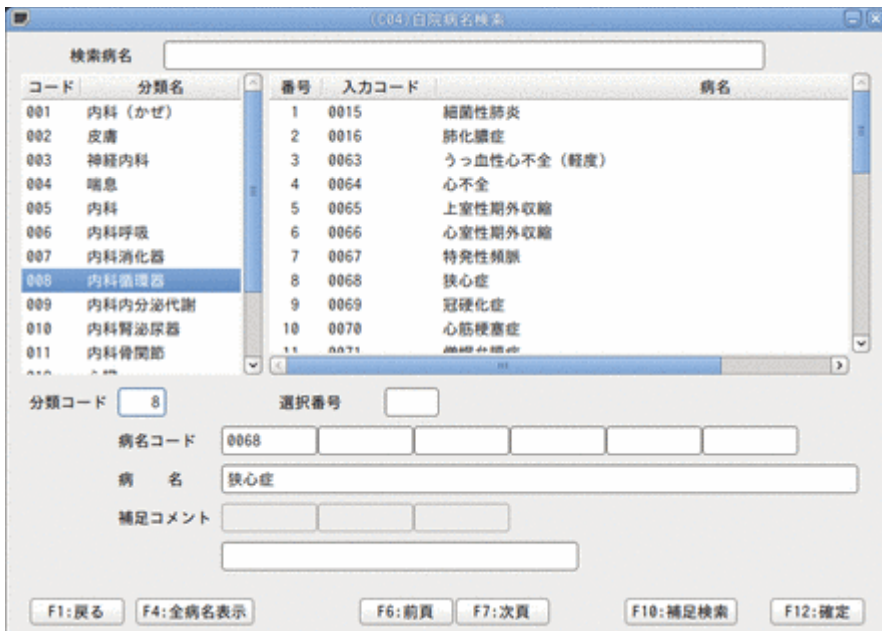 (C04)自院病名検索
検索病名
コード 分類名
001 内科（かぜ）
002 皮膚
003 神経内科
004 喘息
005 内科
006 内科呼吸
007 内科消化器
008 内科循環器
009 内科内分泌代謝
010 内科腎泌尿器
011 内科骨関節
番号 入力コード 病名
1 0015 細菌性肺炎
2 0016 肺化膿症
3 0063 うっ血性心不全（軽度）
4 0064 心不全
5 0065 上室性期外収縮
6 0066 心室性期外収縮
7 0067 特発性頻脈
8 0068 狭心症
9 0069 冠硬化症
10 0070 心筋梗塞症
11 0071
分類コード 8 選択番号
病名コード 0068
病 名 狭心症
補足コメント
F1:戻る F4:全病名表示 F6:前頁 F7:次頁 F10:補足検索 F12:確定